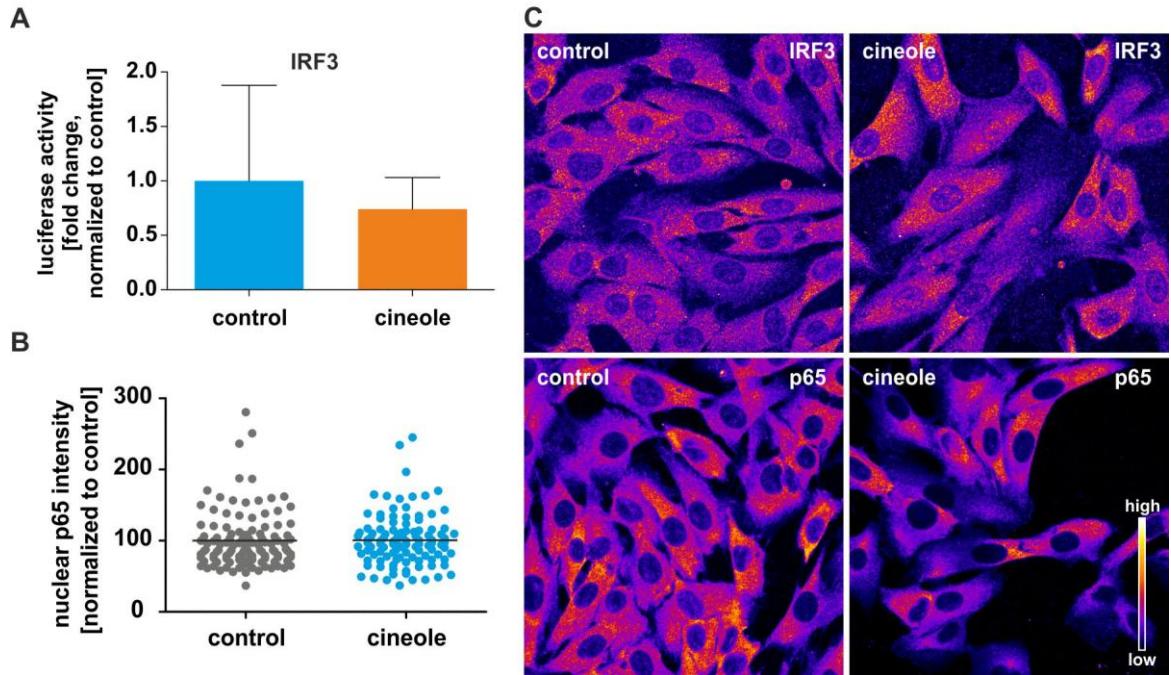 A
IRF3
luciferase activity
[fold change,
normalized to control]
2.0
1.5
1.0
0.5
0.0
control
cineole
B
nuclear p65 intensity
[normalized to control]
300
200
100
0
control
cineole
C
control
IRF3
cineole
IRF3
control
p65
cineole
p65
high
low